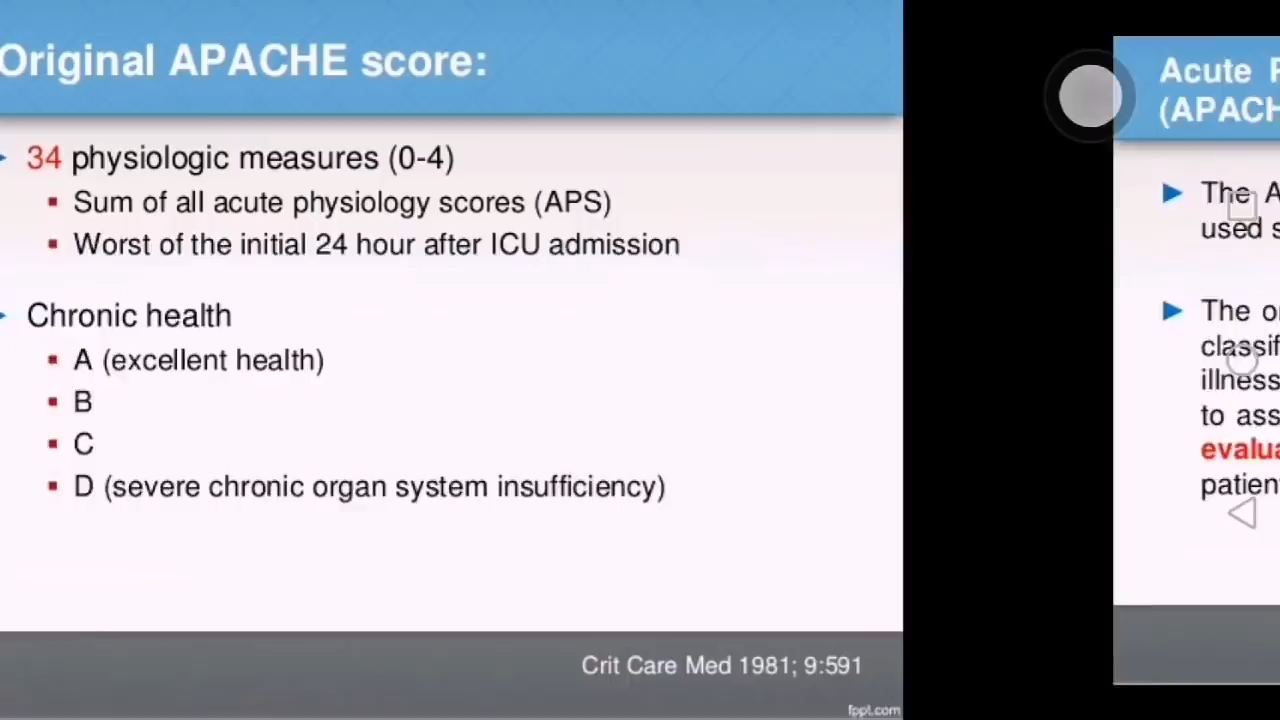 Original APACHE score:
34 physiologic measures (0-4)
Sum of all acute physiology scores (APS)
Worst of the initial 24 hour after ICU admission
Chronic health
A (excellent health)
B
C
D (severe chronic organ system insufficiency)
Crit Care Med 1981; 9:591
fppt.com
Acute
(APACH
The A
used s
The
classif
illness
to ass
evalua
patien